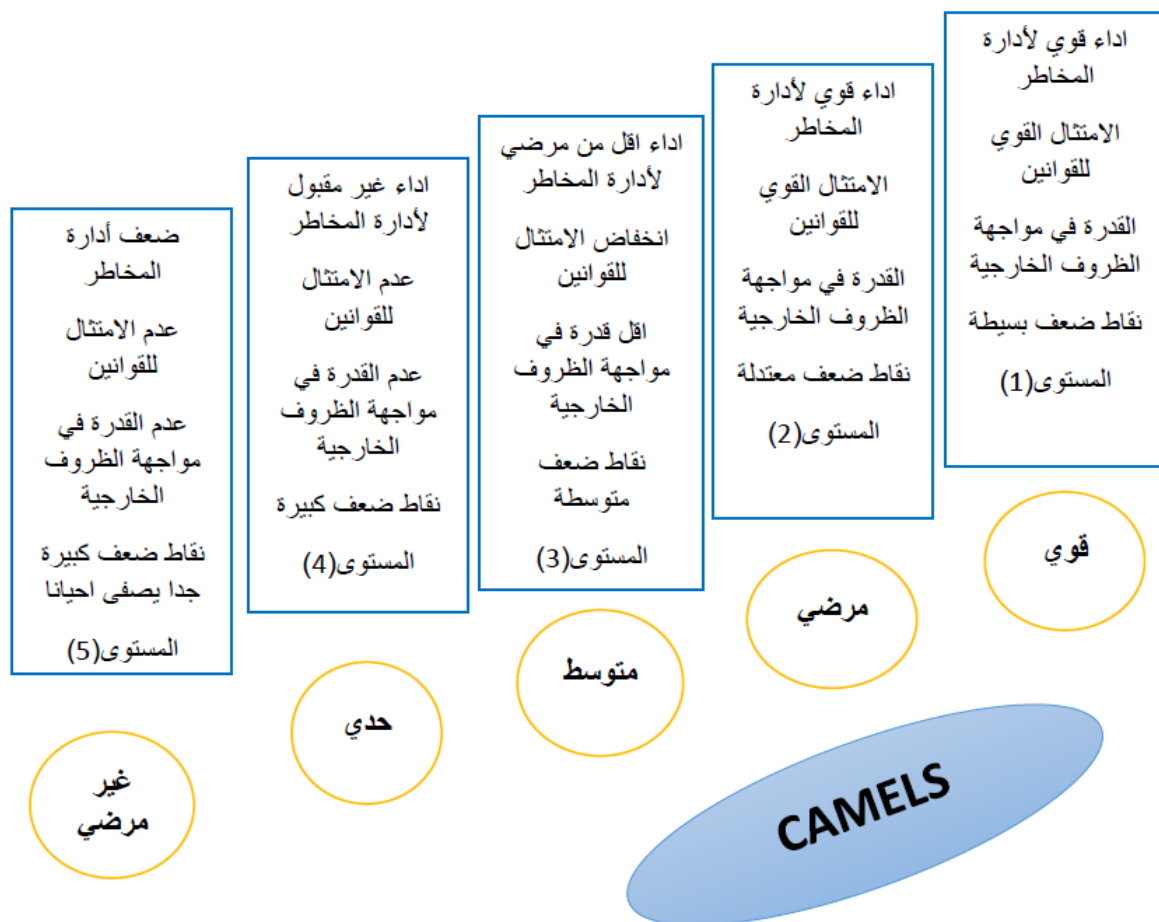 اداء قوي لأدارة
المخاطر
الامتثال القوي
للقوانين
القدرة في مواجهة
الظروف الخارجية
نقاط ضعف بسيطة
المستوى(1)
قوي
اداء قوي لأدارة
المخاطر
الامتثال القوي
للقوانين
القدرة في مواجهة
الظروف الخارجية
نقاط ضعف معتدلة
المستوى(2)
مرضي
اداء اقل من مرضي
لأدارة المخاطر
انخفاض الامتثال
للقوانين
اقل قدرة في
مواجهة الظروف
الخارجية
نقاط ضعف
متوسطة
المستوى(3)
متوسط
اداء غير مقبول
لأدارة المخاطر
عدم الامتثال
للقوانين
عدم القدرة في
مواجهة الظروف
الخارجية
نقاط ضعف كبيرة
المستوى(4)
حدي
ضعف أدارة
المخاطر
عدم الامتثال
للقوانين
عدم القدرة في
مواجهة الظروف
الخارجية
نقاط ضعف كبيرة
جدا يصفى احيانا
المستوى(5)
غير
مرضي
CAMELS